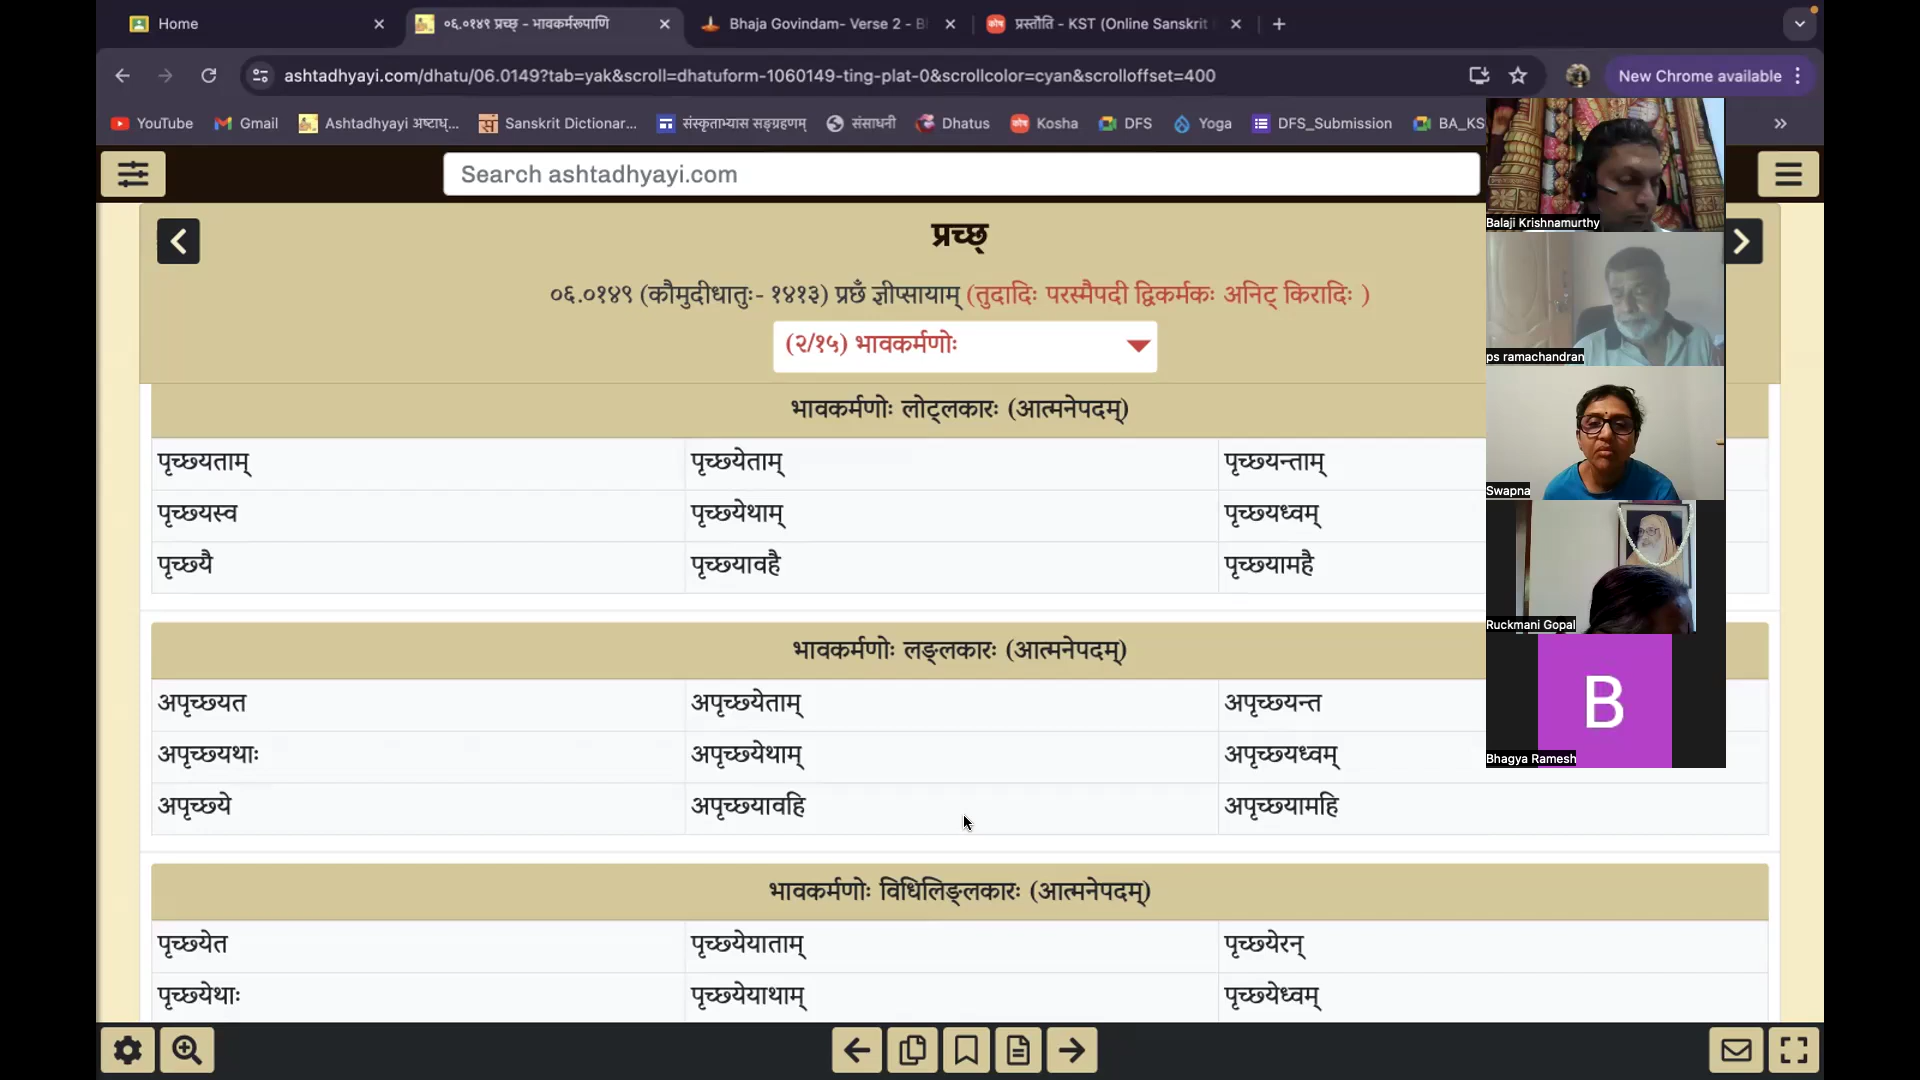 Home
०६.०१४९ प्रच्छ् - भावकर्मरूपाणि
Bhaja Govindam- Verse 2 - Bl
प्रस्तौति - KST (Online Sanskrit
ashtadhyayi.com/dhatu/06.0149?tab=yak&scroll=dhatuform-1060149-ting-plat-0&scrollcolor=cyan&scrolloffset=400
New Chrome available
YouTube
Gmail
Ashtadhyayi अष्टाध्...
Sanskrit Dictionar...
संस्कृताभ्यास सङ्ग्रहणम्
संसाधनी
Dhatus
Kosha
DFS
Yoga
DFS_Submission
BA_KS
Search ashtadhyayi.com
प्रच्छ्
०६.०१४९ (कौमुदीधातुः- १४१३) प्रछँ ज्ञीप्सायाम् (तुदादिः परस्मैपदी द्विकर्मकः अनिट् किरादिः )
(२/१५) भावकर्मणोः
भावकर्मणोः लोट्लकारः (आत्मनेपदम्)
पृच्छ्यताम् पृच्छ्येताम् पृच्छ्यन्ताम्
पृच्छ्यस्व पृच्छ्येथाम् पृच्छ्यध्वम्
पृच्छ्यै पृच्छ्यावहै पृच्छ्यामहै
भावकर्मणोः लङ्लकारः (आत्मनेपदम्)
अपृच्छ्यत अपृच्छ्येताम् अपृच्छ्यन्त
अपृच्छ्यथाः अपृच्छ्येथाम् अपृच्छ्यध्वम्
अपृच्छ्ये अपृच्छ्यावहि अपृच्छ्यामहि
भावकर्मणोः विधिलिङ्लकारः (आत्मनेपदम्)
पृच्छ्येत पृच्छ्येयाताम् पृच्छ्येरन्
पृच्छ्येथाः पृच्छ्येयाथाम् पृच्छ्येध्वम्
Balaji Krishnamurthy
ps ramachandran
Swapna
Ruckmani Gopal
B
Bhagya Ramesh